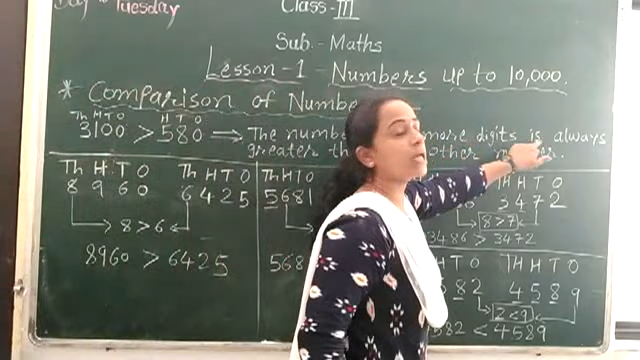 Day - Tuesday
Class-III
Sub.- Maths
Lesson-1 - Numbers up to 10,000.
* Comparison of Number
Th H T O
H T O
3100 > 580 ⇒ The numbe more digits is always
greater th other
Th H T O
8 9 6 0
Th H T O
6 4 2 5
8 > 6
8960 > 6425
Th H T O
5681
568
Th H T O
3 4 7 2
8 > 7
3486 > 3472
T O
8 2
Th H T O
4 5 8 9
2 < 9
582 < 4589